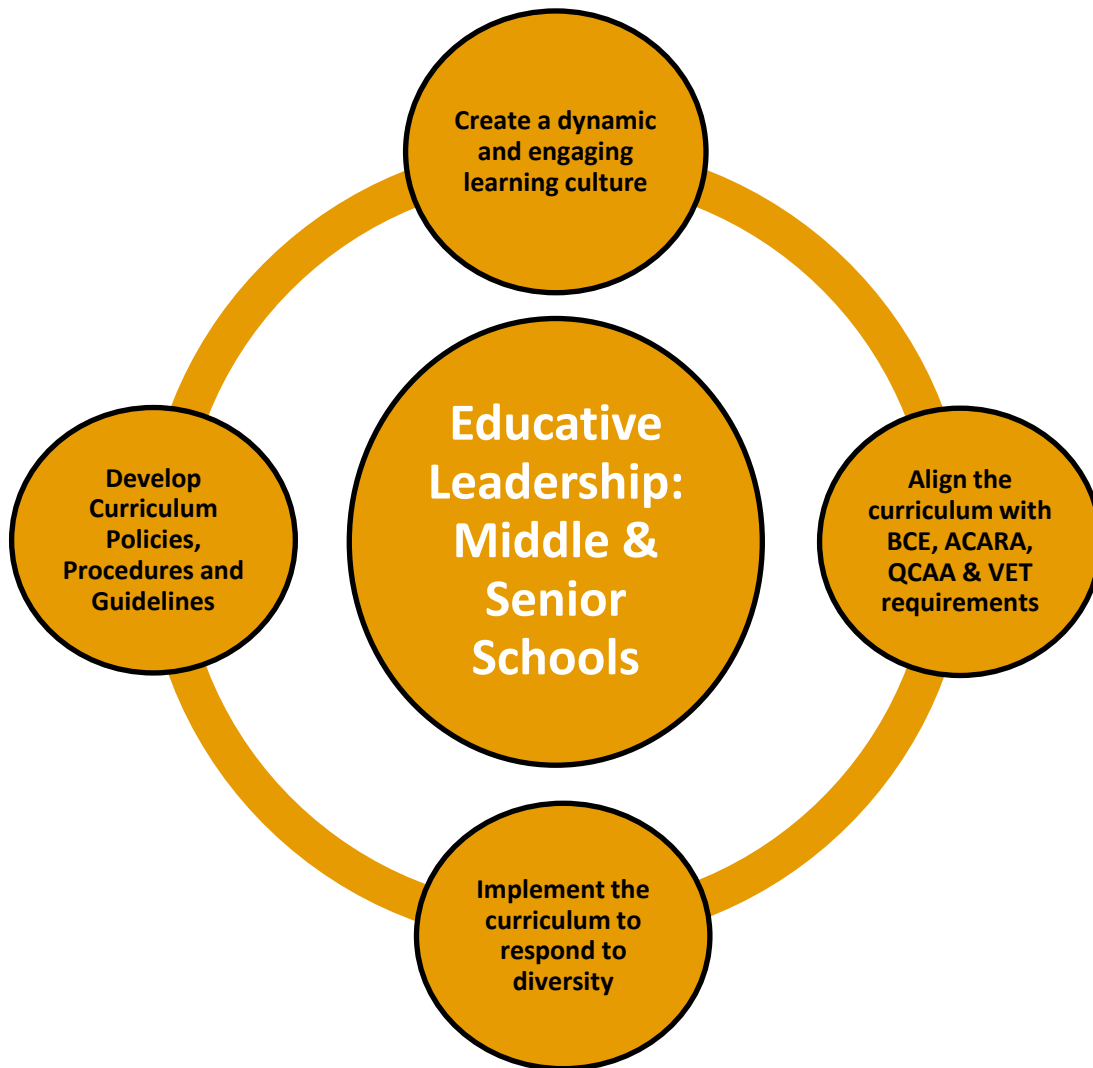 Create a dynamic
and engaging
learning culture
Educative
Leadership:
Middle &
Senior
Schools
Develop
Curriculum
Policies,
Procedures and
Guidelines
Align the
curriculum with
BCE, ACARA,
QCAA & VET
requirements
Implement the
curriculum to
respond to
diversity